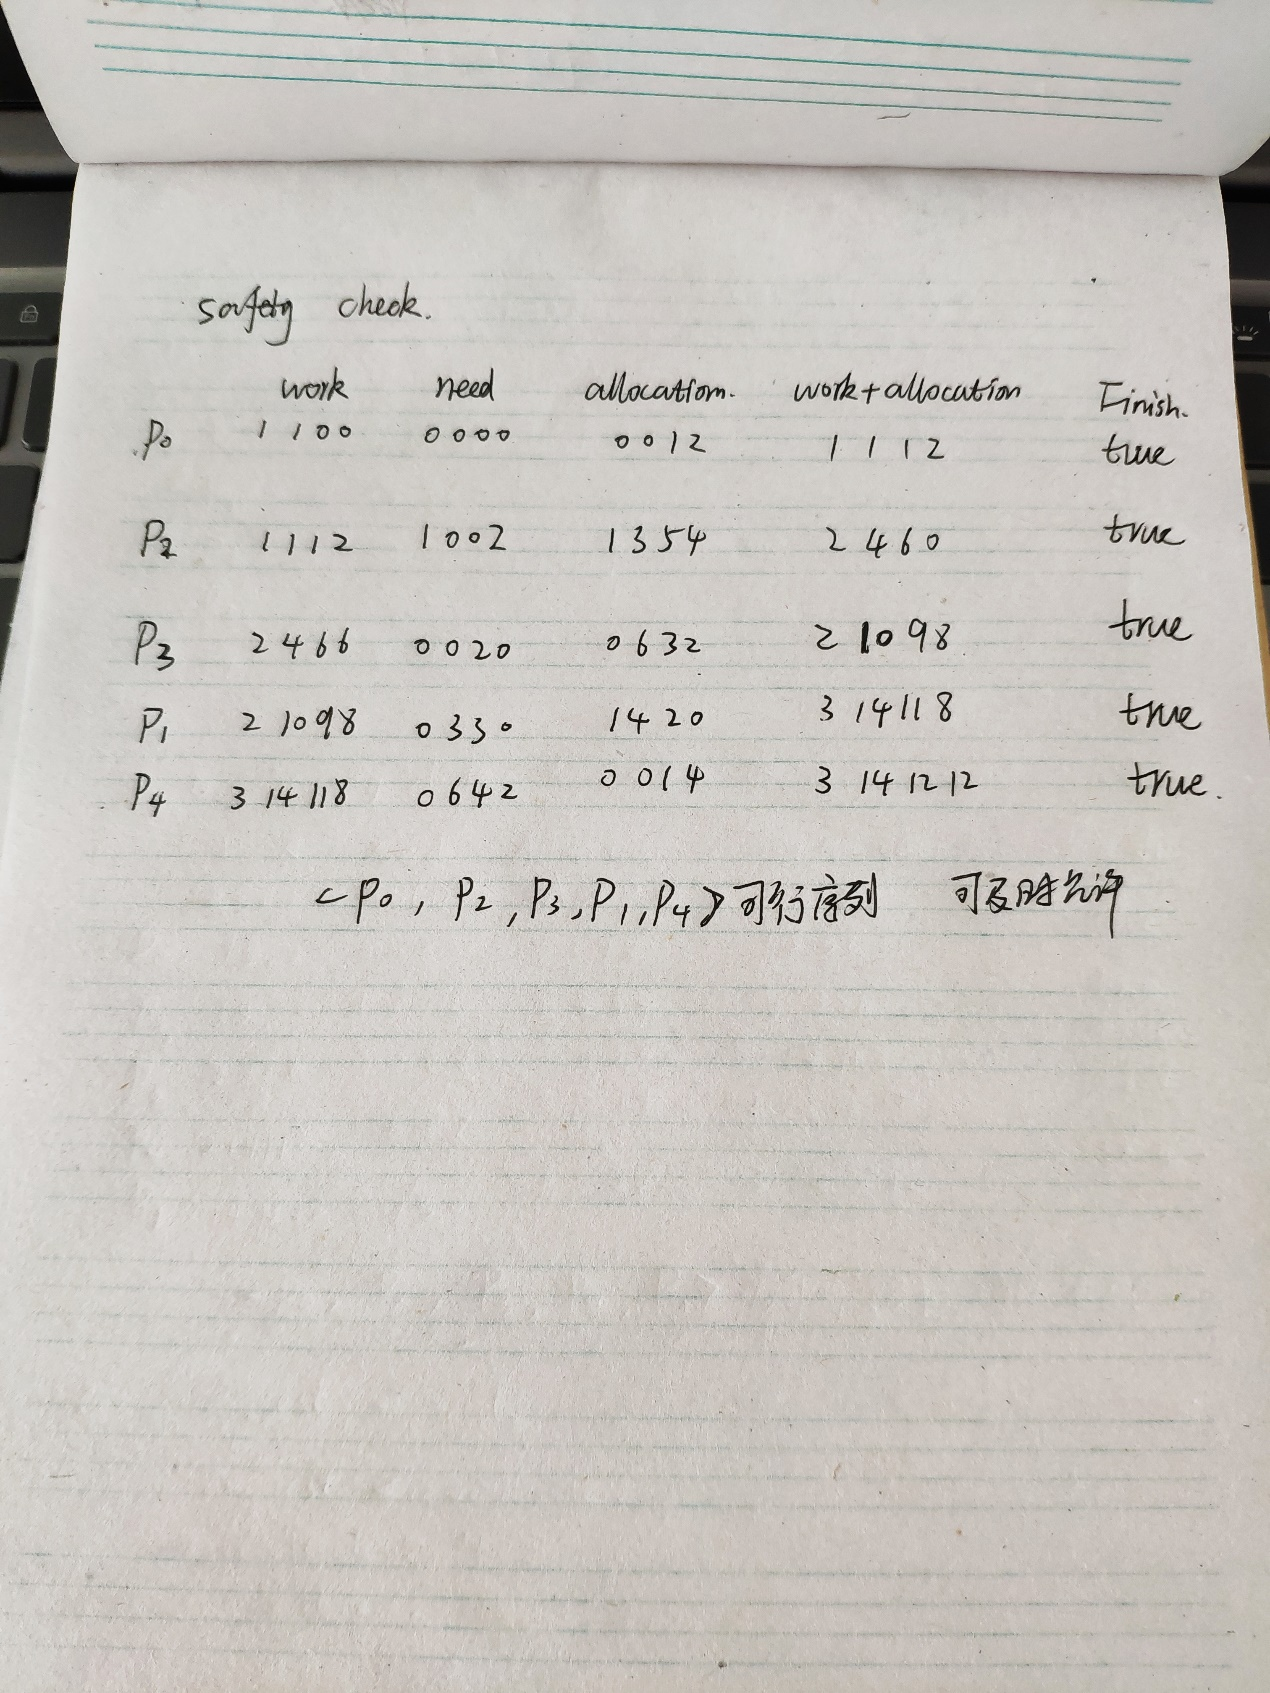 safety check.
work need allocation. work+allocation Finish.
P0 1 1 0 0 0 0 0 0 0 0 1 2 1 1 1 2 true
P2 1 1 1 2 1 0 0 2 1 3 5 4 2 4 6 0 true
P3 2 4 6 6 0 0 2 0 0 6 3 2 2 10 9 8 true
P1 2 10 9 8 0 3 3 0 1 4 2 0 3 14 11 8 true
P4 3 14 11 8 0 6 4 2 0 0 1 4 3 14 12 12 true.
<P0, P2, P3, P1, P4> 可行序列 可及时允许